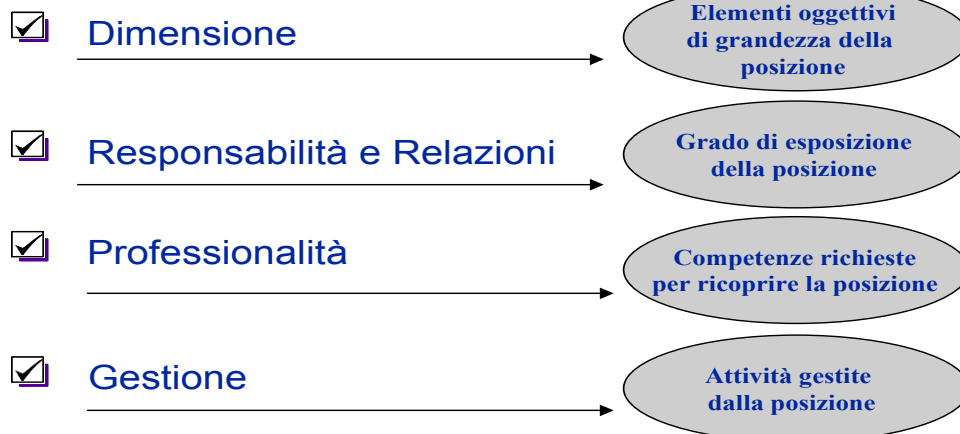 Dimensione
Elementi oggettivi
di grandezza della
posizione
Responsabilità e Relazioni
Grado di esposizione
della posizione
Professionalità
Competenze richieste
per ricoprire la posizione
Gestione
Attività gestite
dalla posizione